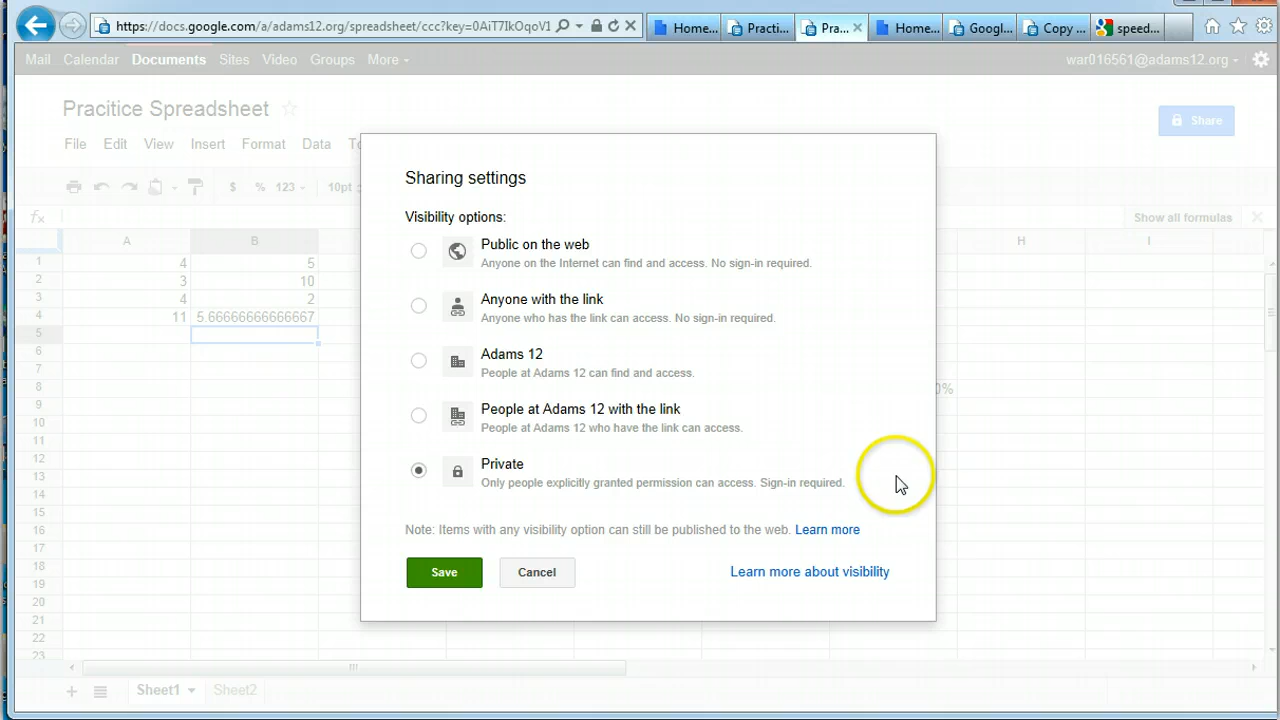 https://docs.google.com/a/adams12.org/spreadsheet/ccc?key=0AiT7IkOqoV1
Home...
Practi...
Pra...
Home...
Googl...
Copy ...
speed...
Mail Calendar Documents Sites Video Groups More
war016561@adams12.org
Pracitice Spreadsheet
Share
File Edit View Insert Format Data
$ % 123 10pt
fx
Show all formulas
A B H I
1 4 5
2 3 10
3 4 2
4 11 5.66666666666667
5
6
7
8 0%
9
10
11
12
13
14
15
16
17
18
19
20
21
22
23
Sheet1 Sheet2
Sharing settings
Visibility options:
Public on the web
Anyone on the Internet can find and access. No sign-in required.
Anyone with the link
Anyone who has the link can access. No sign-in required.
Adams 12
People at Adams 12 can find and access.
People at Adams 12 with the link
People at Adams 12 who have the link can access.
Private
Only people explicitly granted permission can access. Sign-in required.
Note: Items with any visibility option can still be published to the web. Learn more
Save
Cancel
Learn more about visibility